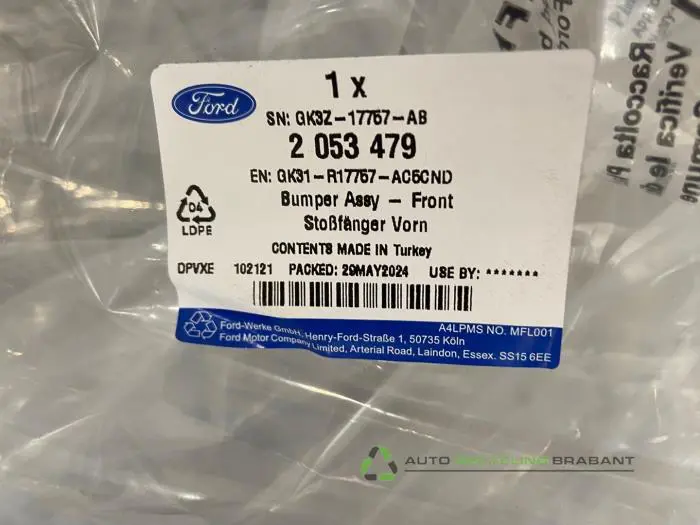 Ford
1 x
SN: GK3Z-17757-AB
2 053 479
EN: GK31-R17757-AC5CND
Bumper Assy - Front
Stoßfänger Vorn
04
LDPE
CONTENTS MADE IN Turkey
DPVXE 102121 PACKED: 29MAY2024 USE BY: *******
A4LPMS NO. MFL001
Ford-Werke GmbH, Henry-Ford-Straße 1, 50735 Köln
Ford Motor Company Limited, Arterial Road, Laindon, Essex. SS15 6EE
Verifica le
Raccolta
AUTO RECYCLING BRABANT